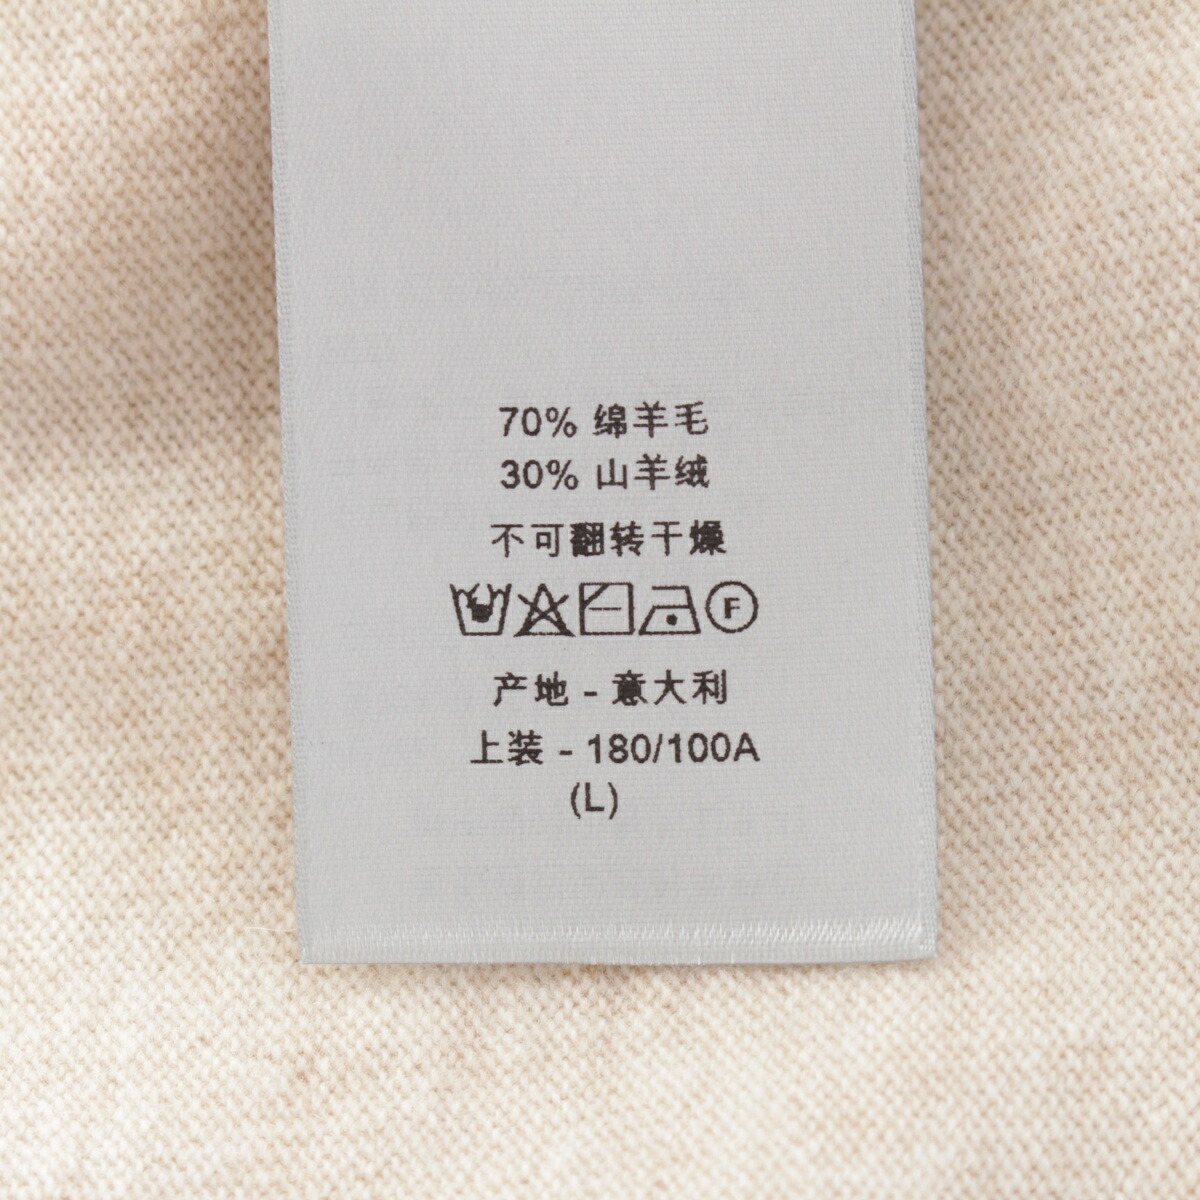 70% 绵羊毛
30% 山羊绒
不可翻转干燥
F
产地 - 意大利
上装 - 180/100A
(L)